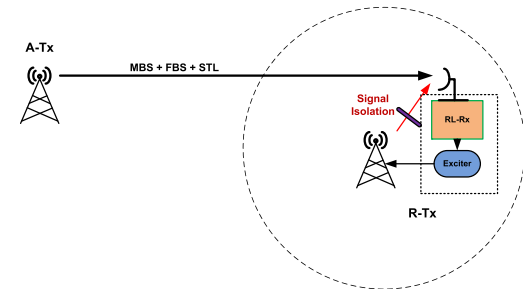 A-Tx
MBS + FBS + STL
Signal
Isolation
RL-Rx
Exciter
R-Tx